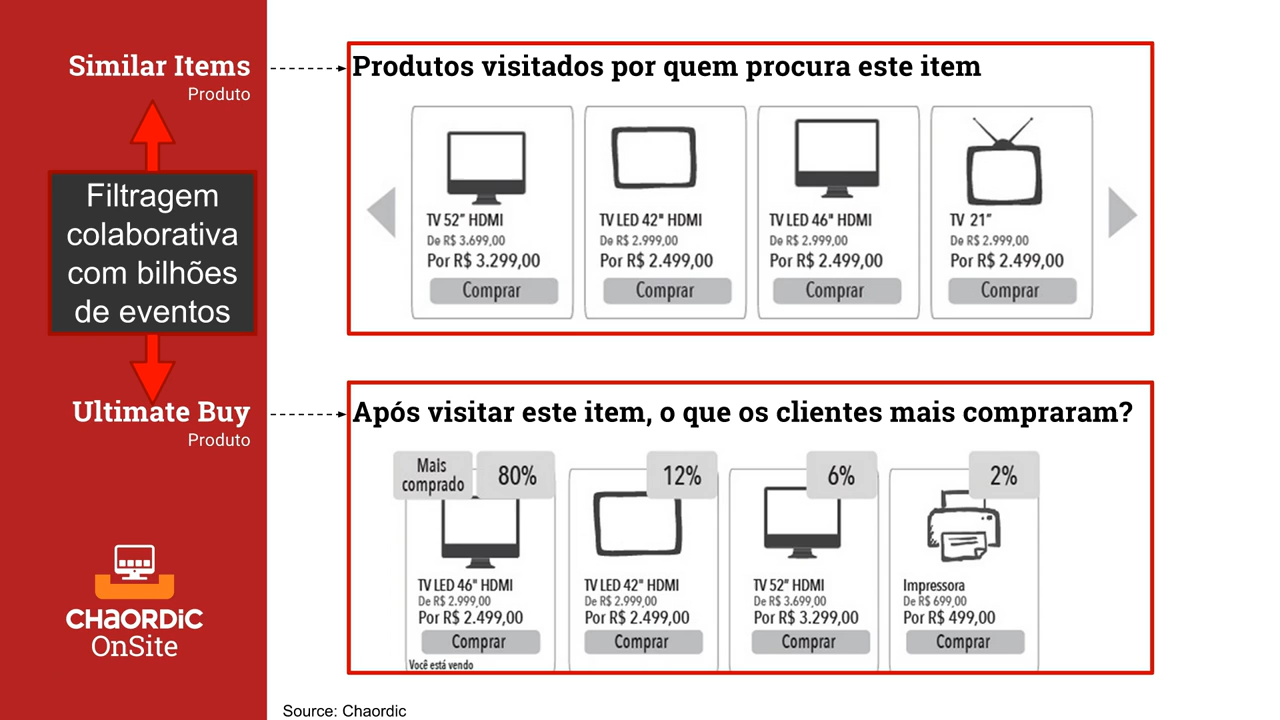 Similar Items
Produto
Filtragem
colaborativa
com bilhões
de eventos
Ultimate Buy
Produto
CHAORDIC
OnSite
Produtos visitados por quem procura este item
TV 52" HDMI
De R$ 3.699,00
Por R$ 3.299,00
Comprar
TV LED 42" HDMI
De R$ 2.999,00
Por R$ 2.499,00
Comprar
TV LED 46" HDMI
De R$ 2.999,00
Por R$ 2.499,00
Comprar
TV 21"
De R$ 2.999,00
Por R$ 2.499,00
Comprar
Após visitar este item, o que os clientes mais compraram?
Mais
comprado
80%
TV LED 46" HDMI
De R$ 2.999,00
Por R$ 2.499,00
Comprar
Você está vendo
12%
TV LED 42" HDMI
De R$ 2.999,00
Por R$ 2.499,00
Comprar
6%
TV 52" HDMI
De R$ 3.699,00
Por R$ 3.299,00
Comprar
2%
Impressora
De R$ 699,00
Por R$ 499,00
Comprar
Source: Chaordic